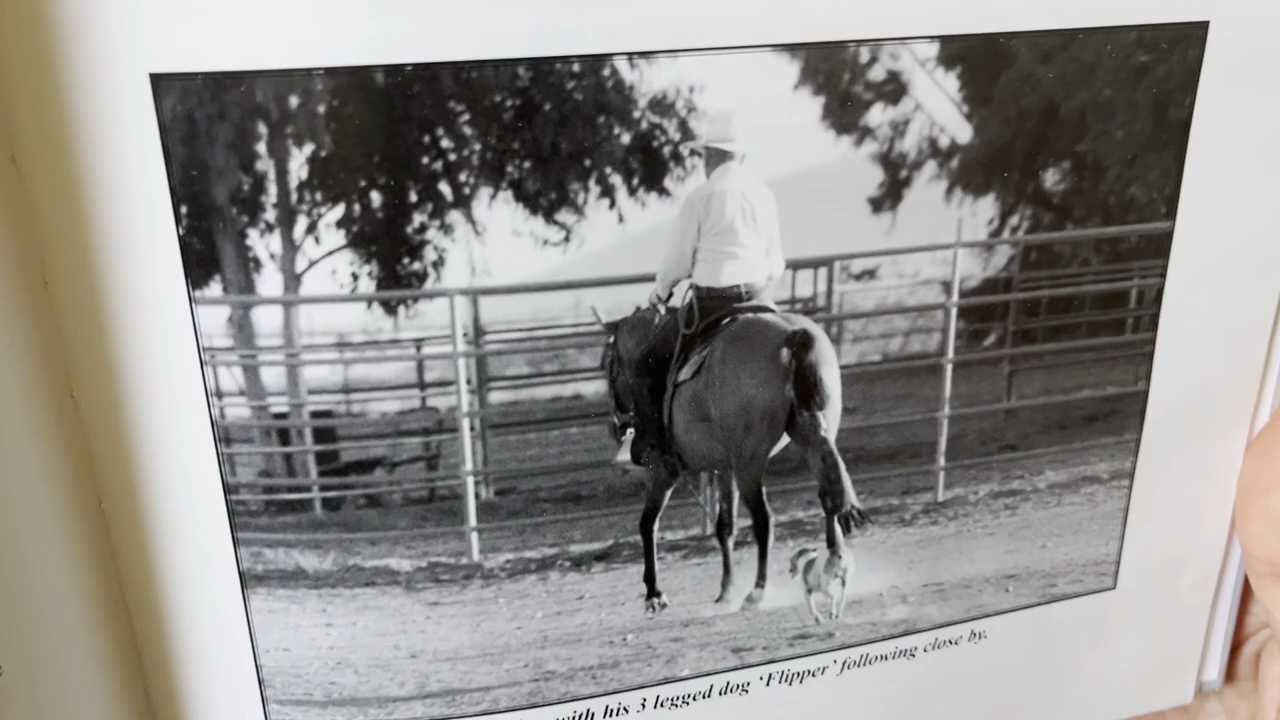 with his 3 legged dog ‘Flipper’ following close by.